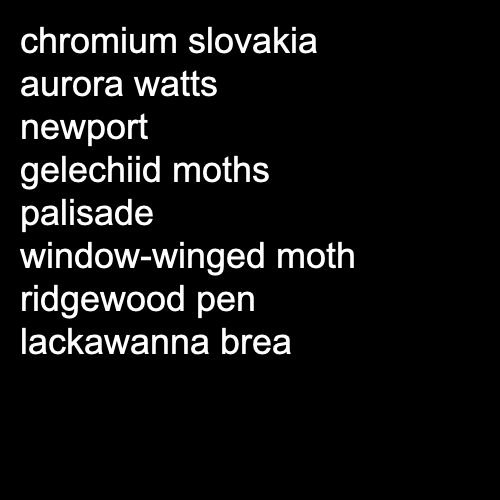 chromium slovakia
aurora watts
newport
gelechiid moths
palisade
window-winged moth
ridgewood pen
lackawanna brea